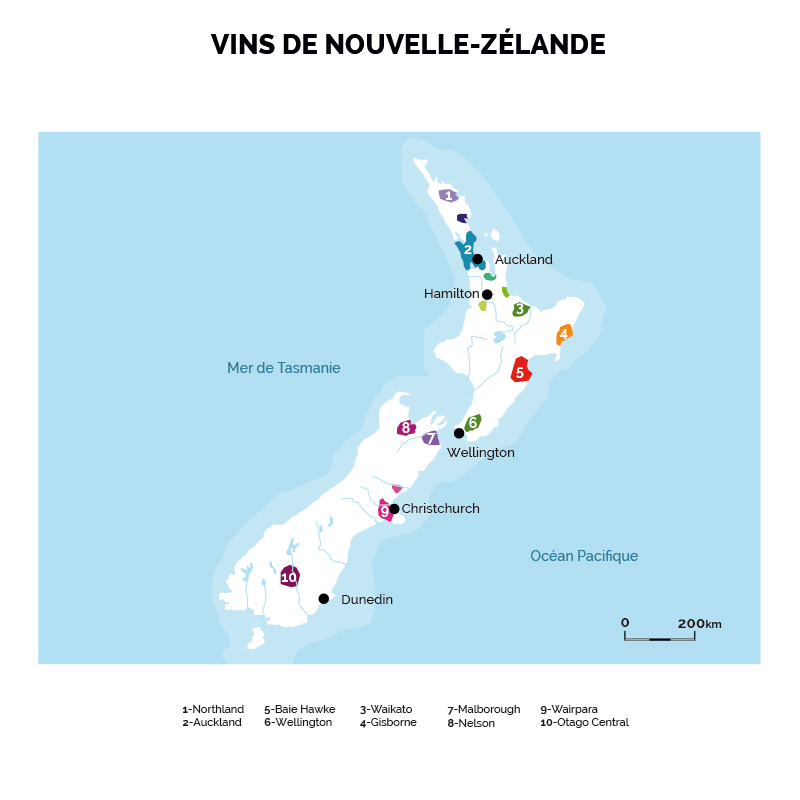 VINS DE NOUVELLE-ZÉLANDE
1
2
Auckland
Hamilton
3
4
Mer de Tasmanie
5
6
8
7
Wellington
9
Christchurch
Océan Pacifique
10
Dunedin
0 200km
1-Northland 5-Baie Hawke 3-Waikato 7-Malborough 9-Wairpara
2-Auckland 6-Wellington 4-Gisborne 8-Nelson 10-Otago Central